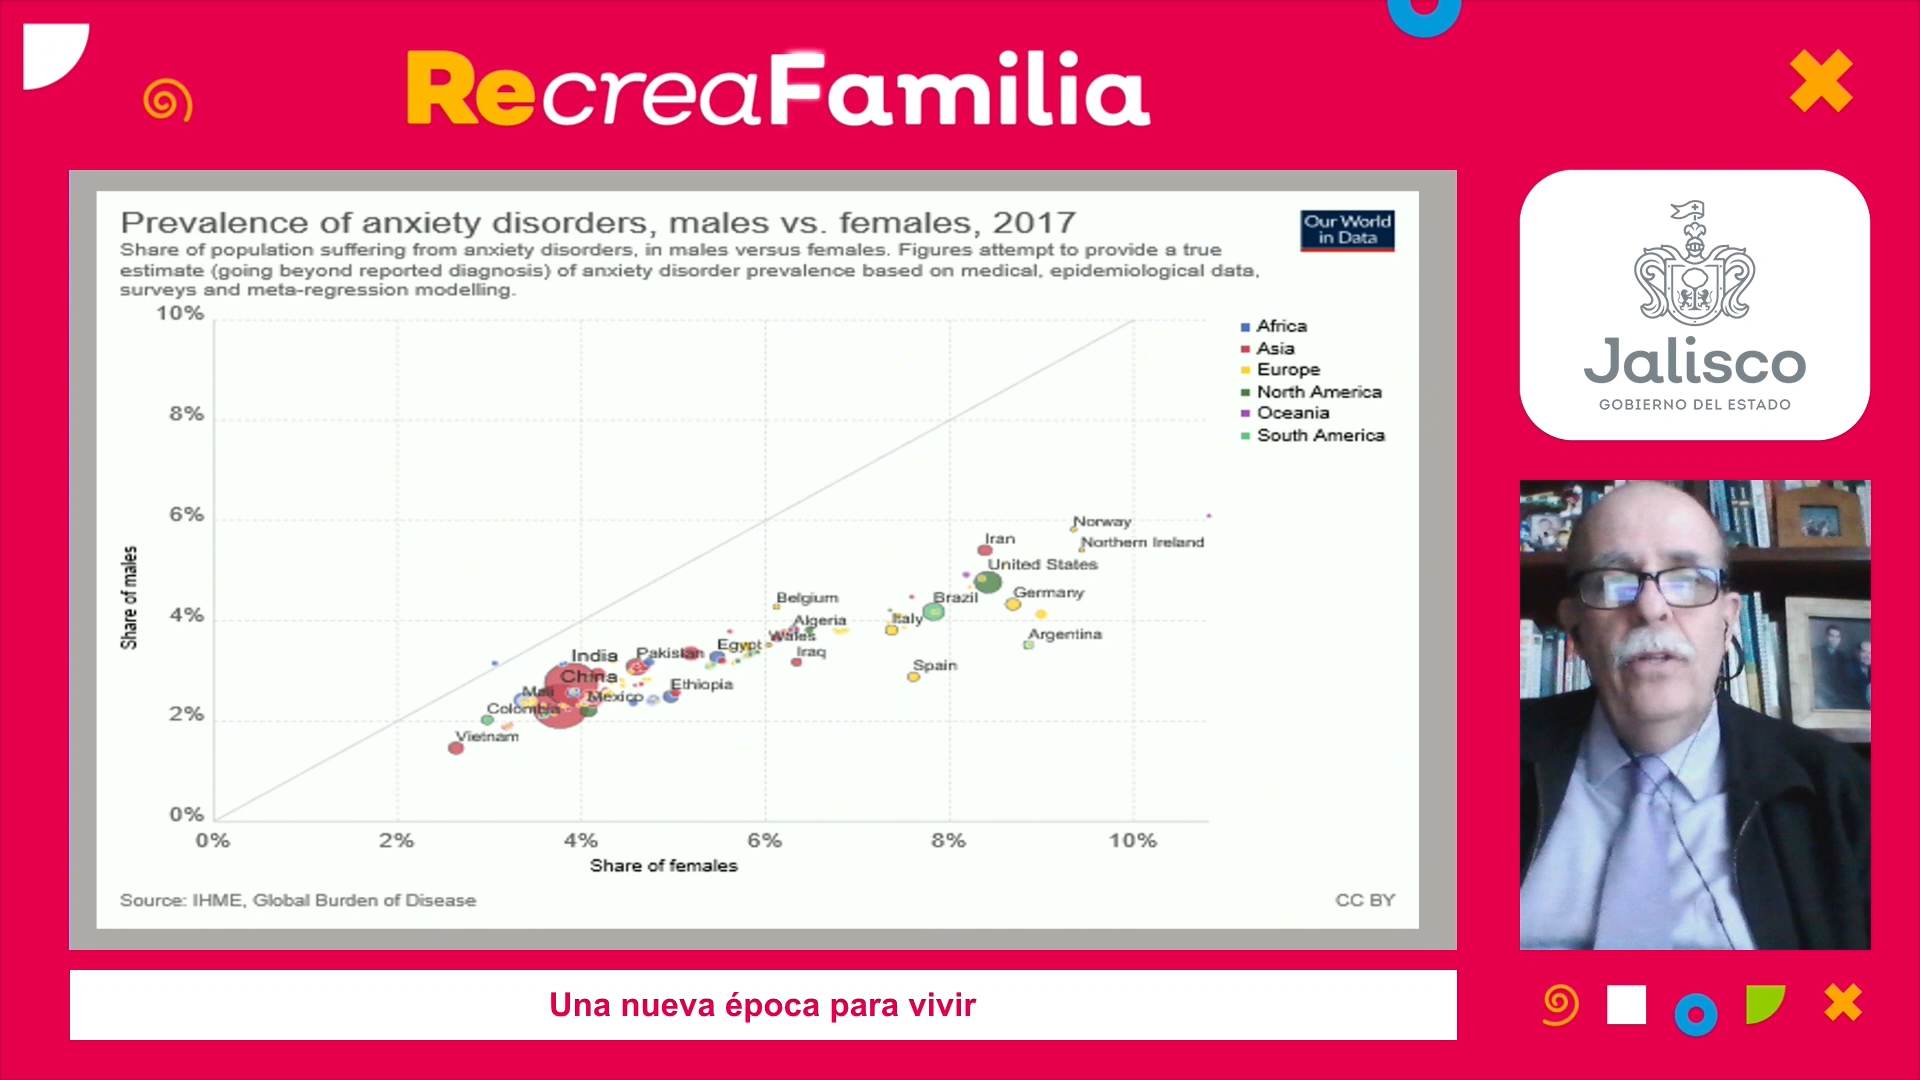 RecreaFamilia
Prevalence of anxiety disorders, males vs. females, 2017
Share of population suffering from anxiety disorders, in males versus females. Figures attempt to provide a true
estimate (going beyond reported diagnosis) of anxiety disorder prevalence based on medical, epidemiological data,
surveys and meta-regression modelling.
Our World
in Data
10%
8%
6%
4%
2%
0%
Share of males
Africa
Asia
Europe
North America
Oceania
South America
Norway
Northern Ireland
Iran
United States
Germany
Belgium
Brazil
Algeria
Italy
Wales
Argentina
Egypt
Iraq
India
Pakistan
Spain
China
Ethiopia
Mali
Mexico
Colombia
Vietnam
0%
2%
4%
6%
8%
10%
Share of females
Source: IHME, Global Burden of Disease
CC BY
Jalisco
GOBIERNO DEL ESTADO
Una nueva época para vivir